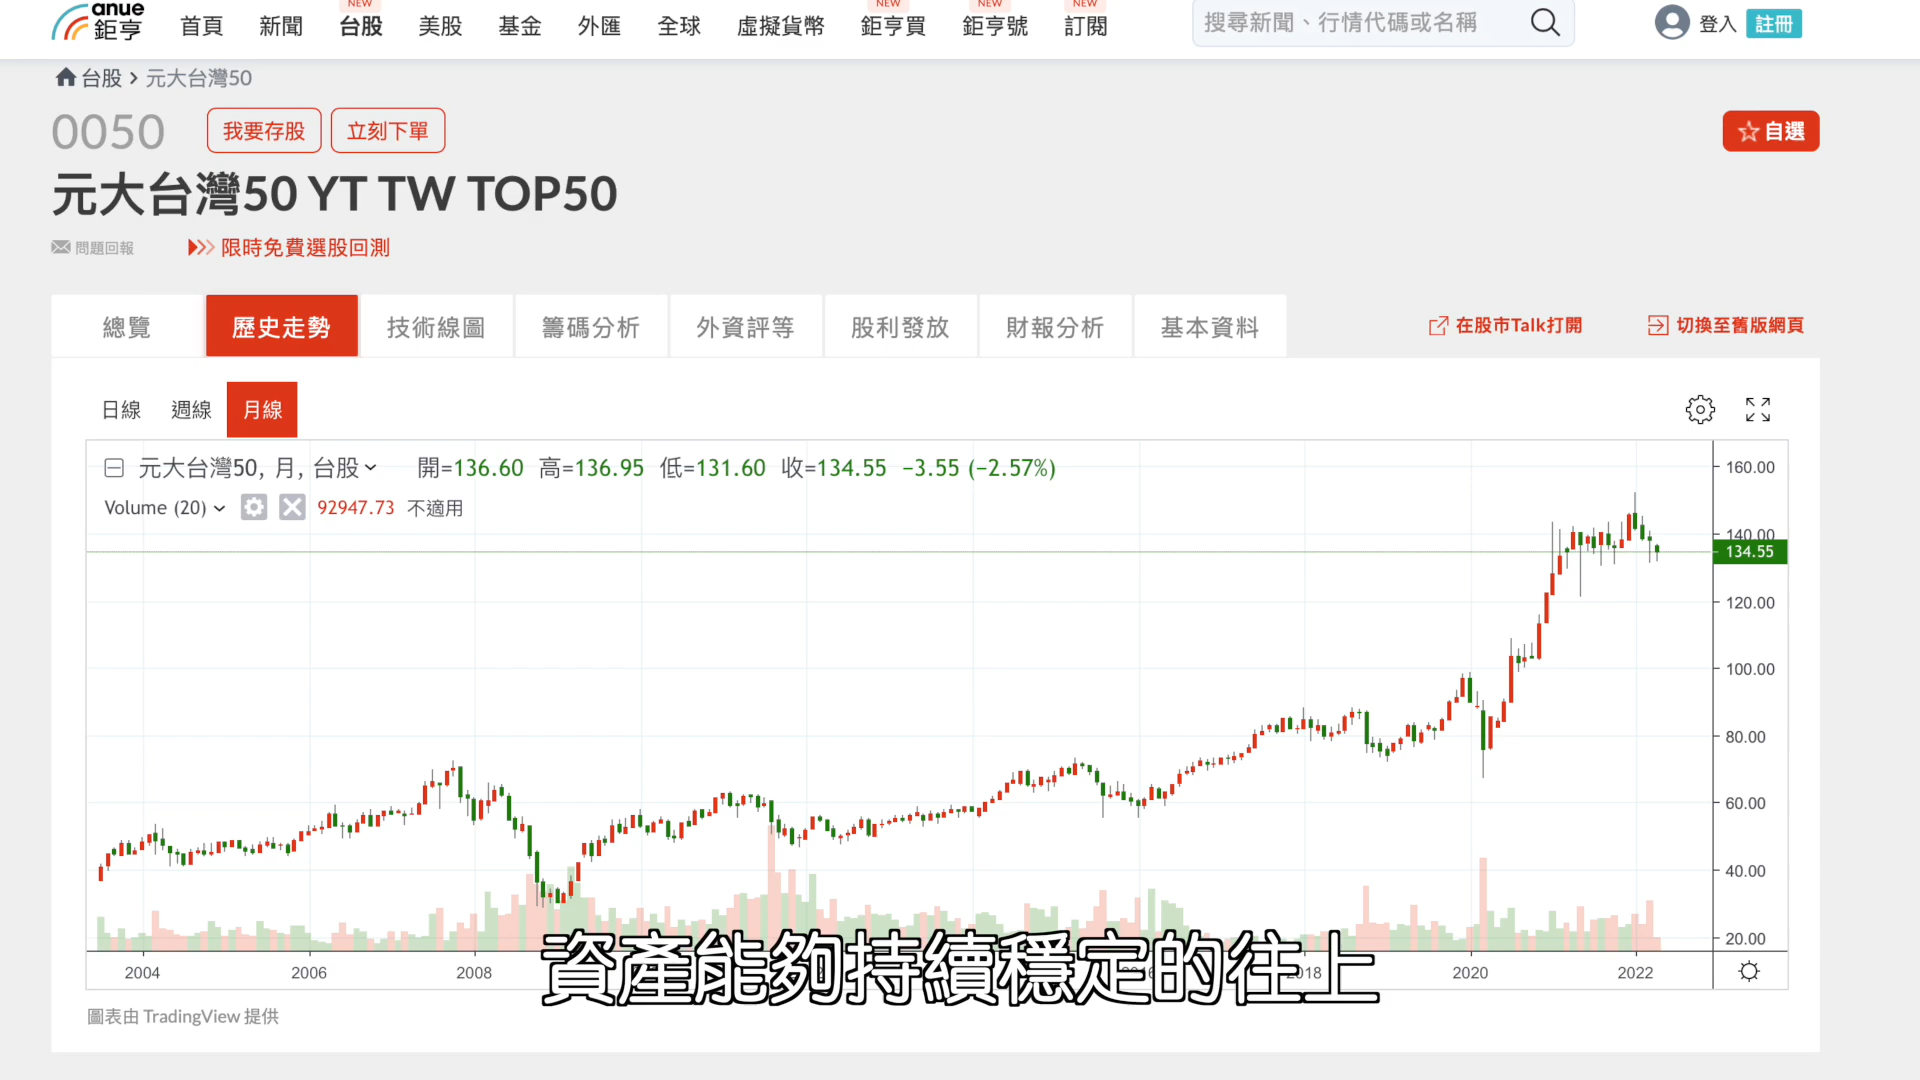 anue
鉅亨
首頁
新聞
NEW
台股
美股
基金
外匯
全球
虛擬貨幣
NEW
鉅亨買
NEW
鉅亨號
NEW
訂閱
搜尋新聞、行情代碼或名稱
登入
註冊
台股 > 元大台灣50
0050
我要存股
立刻下單
☆自選
元大台灣50 YT TW TOP50
問題回報
限時免費選股回測
總覽
歷史走勢
技術線圖
籌碼分析
外資評等
股利發放
財報分析
基本資料
在股市Talk打開
切換至舊版網頁
日線
週線
月線
元大台灣50, 月, 台股 開=136.60 高=136.95 低=131.60 收=134.55 −3.55 (−2.57%)
Volume (20) 92947.73 不適用
160.00
140.00
134.55
120.00
100.00
80.00
60.00
40.00
20.00
2004
2006
2008
2018
2020
2022
資產能夠持續穩定的往上
圖表由 TradingView 提供